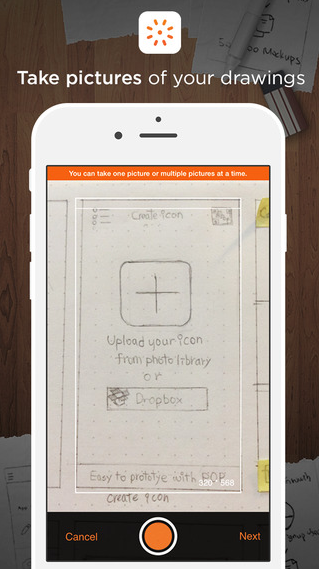 Mockups
Take pictures of your drawings
You can take one picture or multiple pictures at a time.
Create icon
Upload your icon
from photo library
or
Dropbox
Easy to prototye with POP
320 * 568
create icon
Cancel
Next